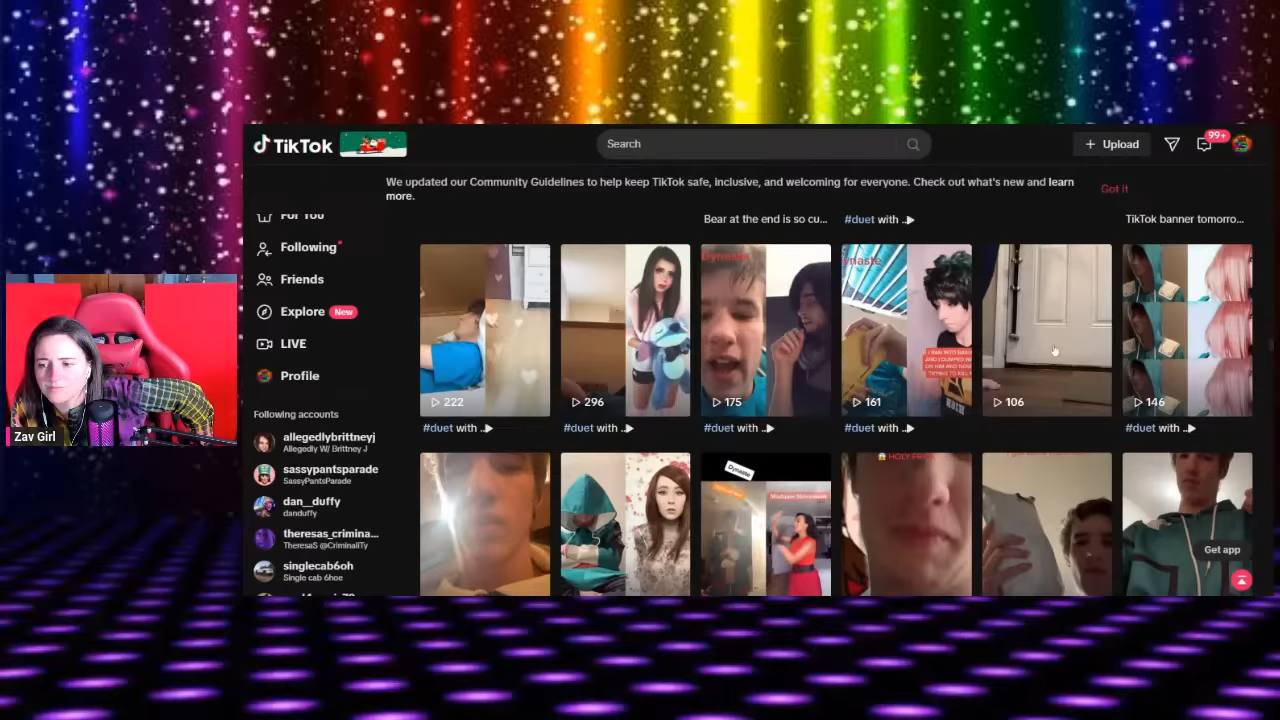 TikTok
Search
Upload
99+
We updated our Community Guidelines to help keep TikTok safe, inclusive, and welcoming for everyone. Check out what's new and learn
more.
Got it
For You
Bear at the end is so cu...
#duet with ..
TikTok banner tomorro...
Following
Friends
Explore New
LIVE
Profile
Following accounts
allegedlybrittneyj
Allegedly W/ Brittney J
sassypantsparade
SassyPantsParade
dan__duffy
danduffy
theresas_crimina...
TheresaS @CriminaliTy
singlecab6oh
Single cab 6hoe
Dynaste
222
296
175
161
106
146
#duet with ..
#duet with ..
#duet with ..
#duet with ..
#duet with ..
Dynaste
Get app
Zav Girl